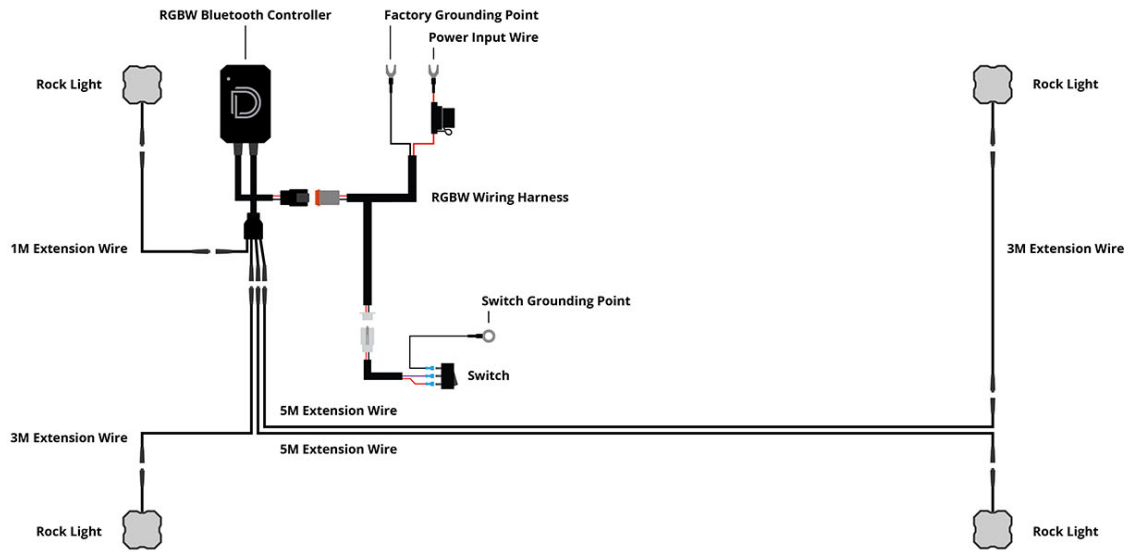 RGBW Bluetooth Controller
Factory Grounding Point
Power Input Wire
Rock Light
Rock Light
RGBW Wiring Harness
1M Extension Wire
3M Extension Wire
Switch Grounding Point
Switch
5M Extension Wire
3M Extension Wire
5M Extension Wire
Rock Light
Rock Light